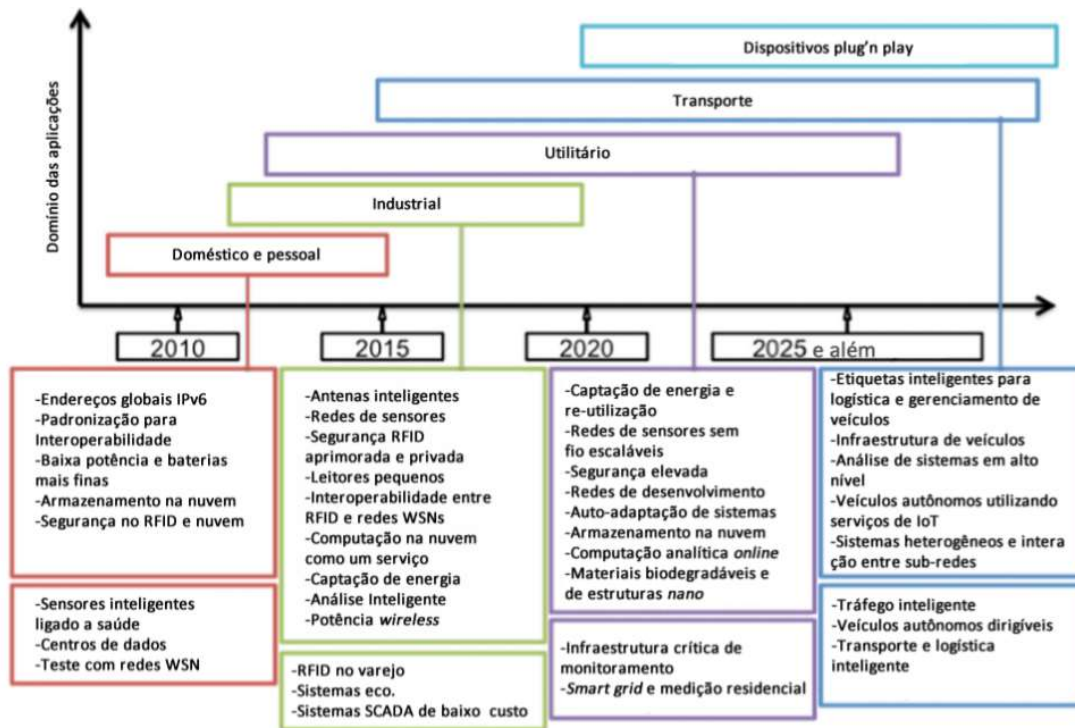 Domínio das aplicações
Dispositivos plug’n play
Transporte
Utilitário
Industrial
Doméstico e pessoal
2010
2015
2020
2025 e além
-Endereços globais IPv6
-Padronização para
Interoperabilidade
-Baixa potência e baterias
mais finas
-Armazenamento na nuvem
-Segurança no RFID e nuvem
-Sensores inteligentes
ligado a saúde
-Centros de dados
-Teste com redes WSN
-Antenas inteligentes
-Redes de sensores
-Segurança RFID
aprimorada e privada
-Leitores pequenos
-Interoperabilidade entre
RFID e redes WSNs
-Computação na nuvem
como um serviço
-Captação de energia
-Análise Inteligente
-Potência wireless
-RFID no varejo
-Sistemas eco.
-Sistemas SCADA de baixo custo
-Captação de energia e
re-utilização
-Redes de sensores sem
fio escaláveis
-Segurança elevada
-Redes de desenvolvimento
-Auto-adaptação de sistemas
-Armazenamento na nuvem
-Computação analítica online
-Materiais biodegradáveis e
de estruturas nano
-Infraestrutura crítica de
monitoramento
-Smart grid e medição residencial
-Etiquetas inteligentes para
logística e gerenciamento de
veículos
-Infraestrutura de veículos
-Análise de sistemas em alto
nível
-Veículos autônomos utilizando
serviços de IoT
-Sistemas heterogêneos e intera
ção entre sub-redes
-Tráfego inteligente
-Veículos autônomos dirigíveis
-Transporte e logística
inteligente